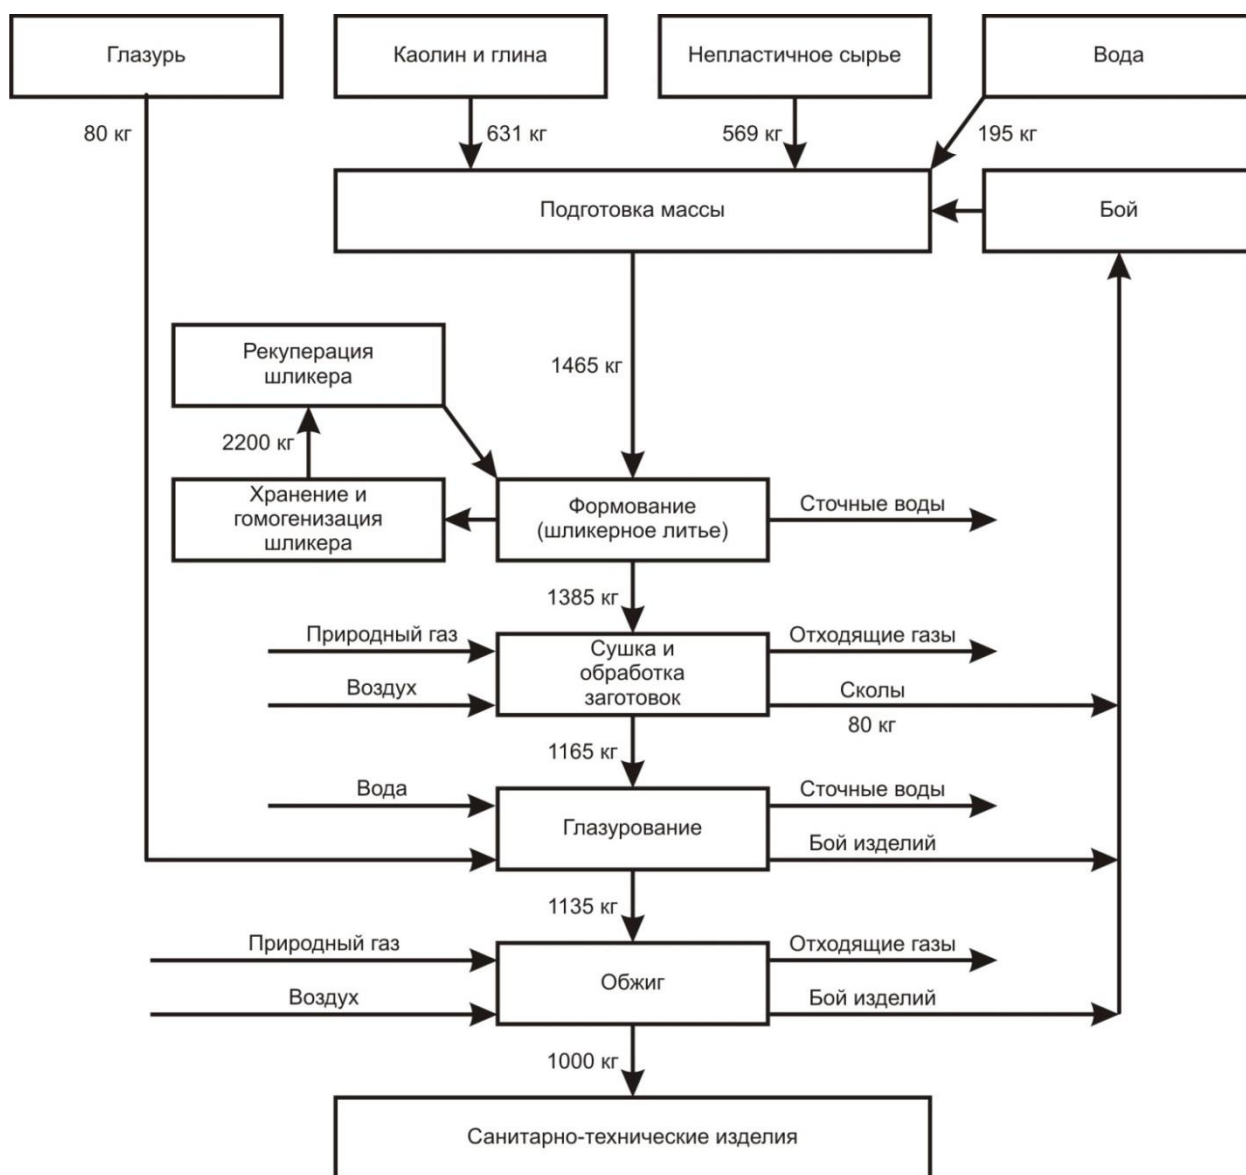 Глазурь
Каолин и глина
Непластичное сырье
Вода
80 кг
631 кг
569 кг
195 кг
Подготовка массы
Бой
Рекуперация
шликера
1465 кг
2200 кг
Хранение и
гомогенизация
шликера
Формование
(шликерное литье)
Сточные воды
1385 кг
Природный газ
Воздух
Сушка и
обработка
заготовок
Отходящие газы
Сколы
80 кг
1165 кг
Вода
Глазурование
Сточные воды
Бой изделий
1135 кг
Природный газ
Воздух
Обжиг
Отходящие газы
Бой изделий
1000 кг
Санитарно-технические изделия